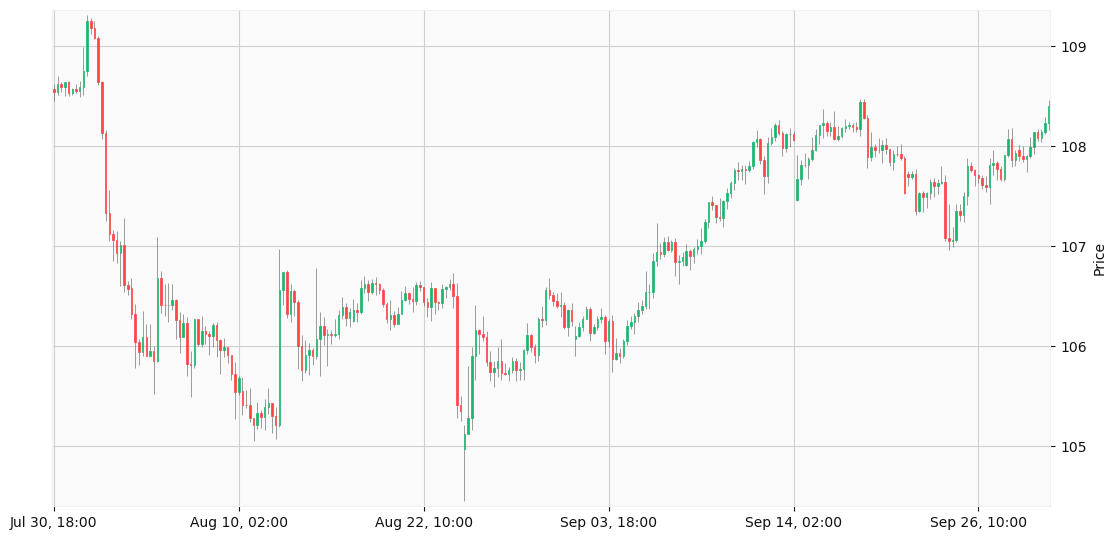 109
108
107
106
105
Price
Jul 30, 18:00
Aug 10, 02:00
Aug 22, 10:00
Sep 03, 18:00
Sep 14, 02:00
Sep 26, 10:00